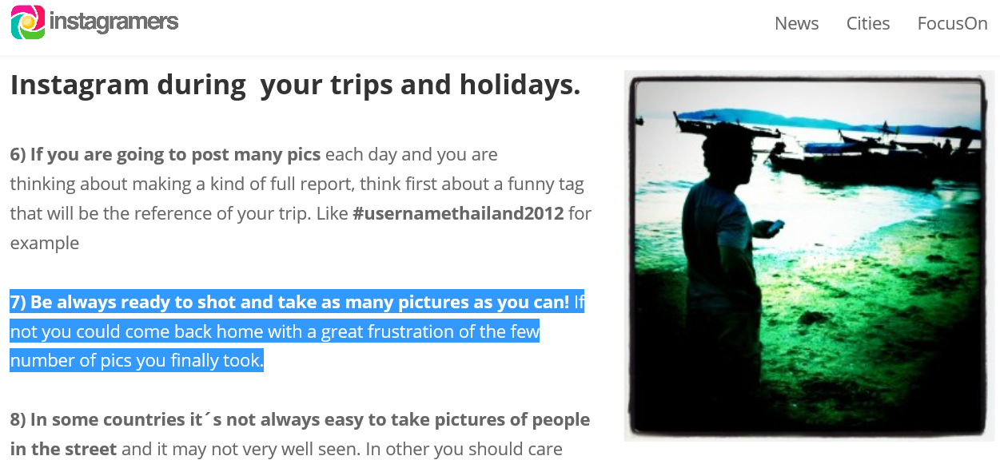 instagramers
News Cities FocusOn
Instagram during  your trips and holidays.
6) If you are going to post many pics each day and you are
thinking about making a kind of full report, think first about a funny tag
that will be the reference of your trip. Like #usernamethailand2012 for
example
7) Be always ready to shot and take as many pictures as you can! If
not you could come back home with a great frustration of the few
number of pics you finally took.
8) In some countries it´s not always easy to take pictures of people
in the street and it may not very well seen. In other you should care